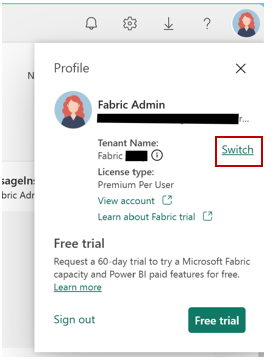 ?
N
Profile
Fabric Admin
r...
Tenant Name:
Fabric
Switch
License type:
Premium Per User
View account
Learn about Fabric trial
sageIns
bric Adr
Free trial
Request a 60-day trial to try a Microsoft Fabric
capacity and Power BI paid features for free.
Learn more
Sign out
Free trial